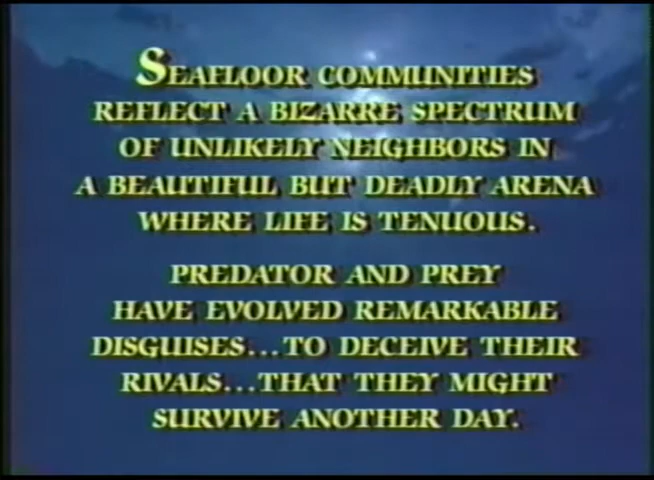 SEAFLOOR COMMUNITIES
REFLECT A BIZARRE SPECTRUM
OF UNLIKELY NEIGHBORS IN
A BEAUTIFUL BUT DEADLY ARENA
WHERE LIFE IS TENUOUS.
PREDATOR AND PREY
HAVE EVOLVED REMARKABLE
DISGUISES...TO DECEIVE THEIR
RIVALS...THAT THEY MIGHT
SURVIVE ANOTHER DAY.